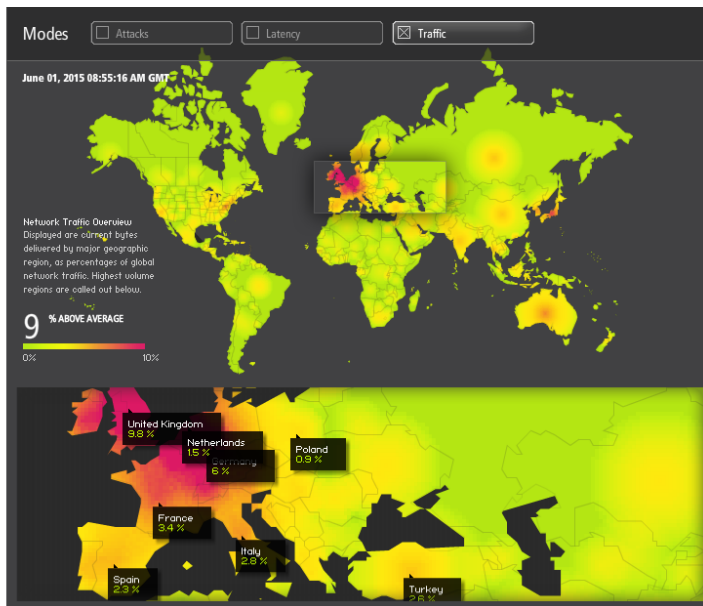 Modes
Attacks
Latency
Traffic
June 01, 2015 08:55:16 AM GMT
Network Traffic Overview
Displayed are current bytes
delivered by major geographic
region, as percentages of global
network traffic. Highest volume
regions are called out below.
9 % ABOVE AVERAGE
0% 10%
United Kingdom
9.8 %
Netherlands
1.5 %
Germany
6 %
Poland
0.9 %
France
3.4 %
Italy
2.8 %
Spain
2.3 %
Turkey
2.6 %